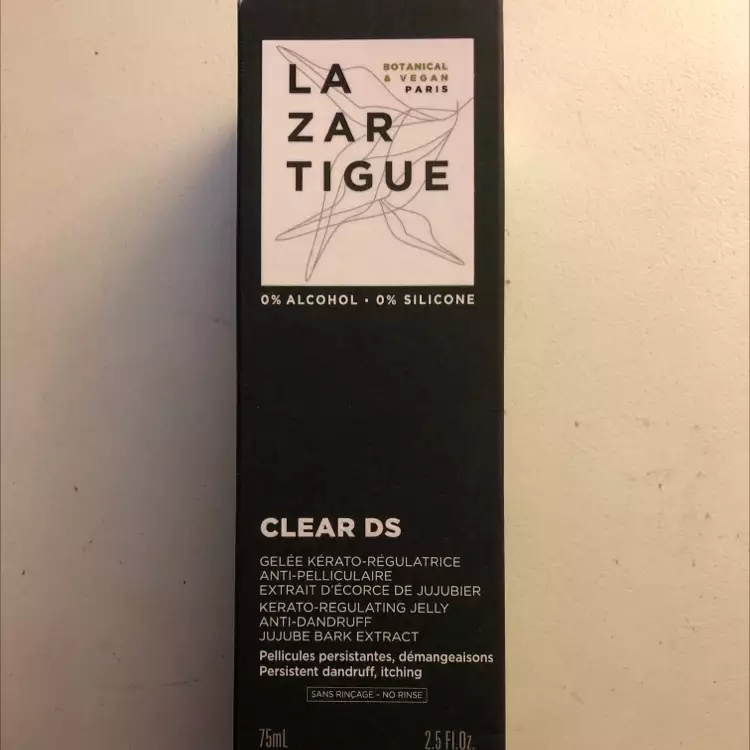 LA
ZAR
TIGUE
BOTANICAL
& VEGAN
PARIS
0% ALCOHOL • 0% SILICONE
CLEAR DS
GELÉE KÉRATO-RÉGULATRICE
ANTI-PELLICULAIRE
EXTRAIT D'ÉCORCE DE JUJUBIER
KERATO-REGULATING JELLY
ANTI-DANDRUFF
JUJUBE BARK EXTRACT
Pellicules persistantes, démangeaisons
Persistent dandruff, itching
SANS RINÇAGE - NO RINSE
75mL 2.5 Fl.Oz.